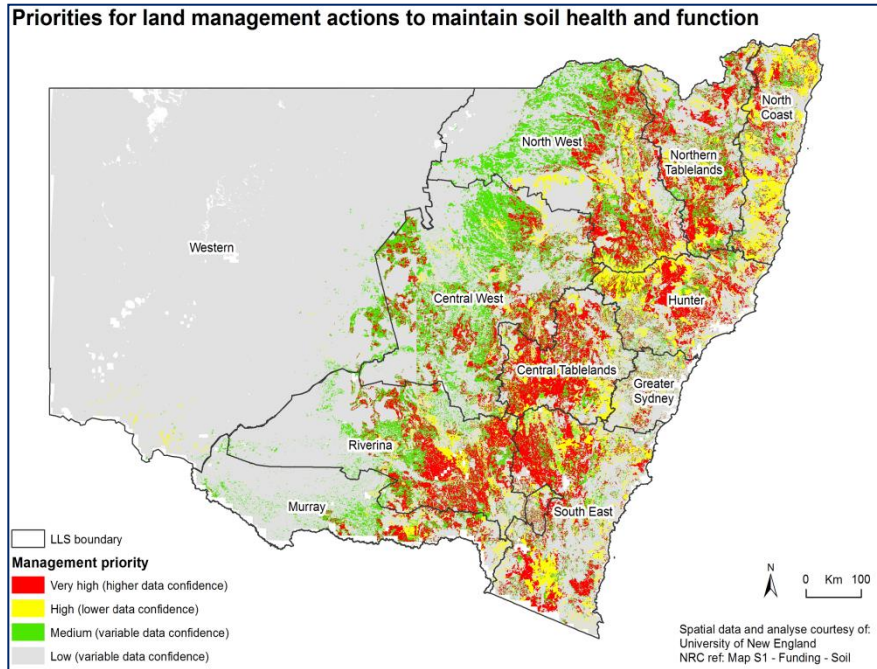 Priorities for land management actions to maintain soil health and function
North
Coast
North West
Northern
Tablelands
Western
Central West
Hunter
Central Tablelands
Greater
Sydney
Riverina
Murray
South East
LLS boundary
Management priority
Very high (higher data confidence)
High (lower data confidence)
Medium (variable data confidence)
Low (variable data confidence)
N
0 Km 100
Spatial data and analyse courtesy of:
University of New England
NRC ref: Map S1 - Funding - Soil